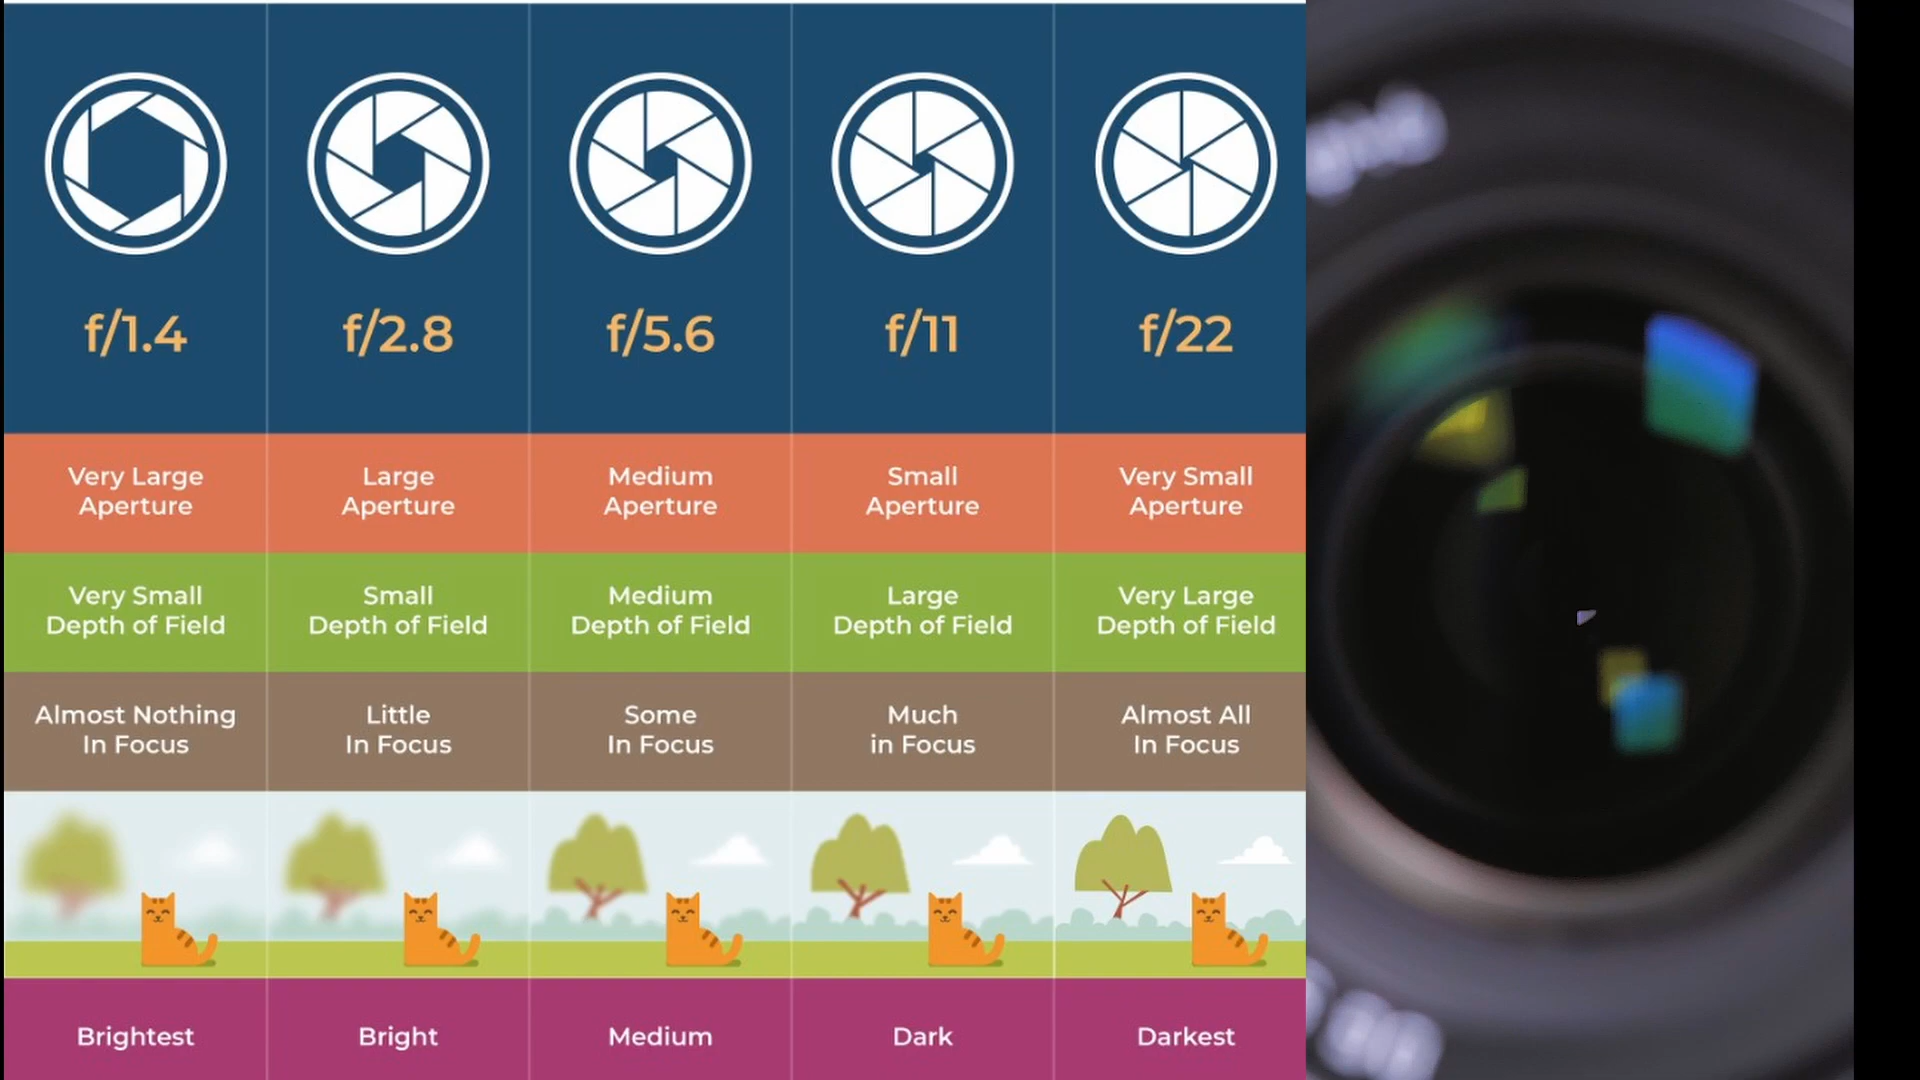 f/1.4
f/2.8
f/5.6
f/11
f/22
Very Large
Aperture
Large
Aperture
Medium
Aperture
Small
Aperture
Very Small
Aperture
Very Small
Depth of Field
Small
Depth of Field
Medium
Depth of Field
Large
Depth of Field
Very Large
Depth of Field
Almost Nothing
In Focus
Little
In Focus
Some
In Focus
Much
in Focus
Almost All
In Focus
Brightest
Bright
Medium
Dark
Darkest